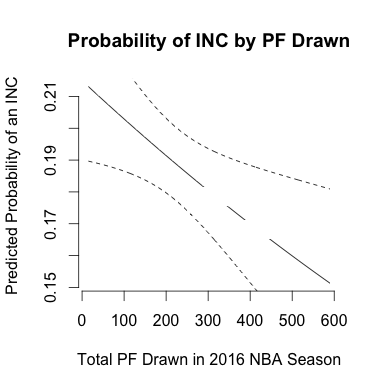 Probability of INC by PF Drawn
Predicted Probability of an INC
0.21
0.19
0.17
0.15
0 100 200 300 400 500 600
Total PF Drawn in 2016 NBA Season